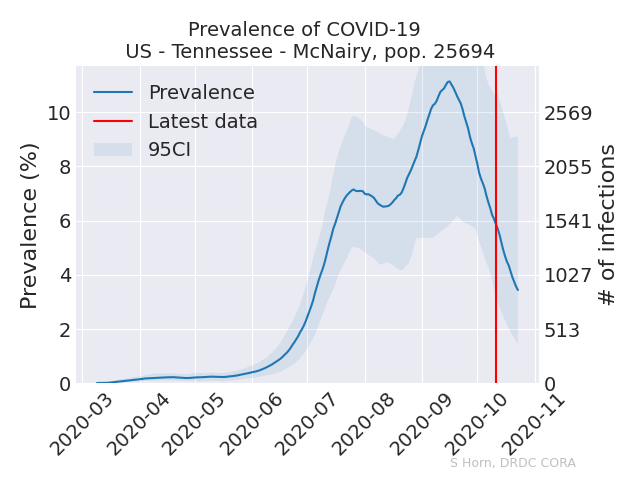 Prevalence of COVID-19
US - Tennessee - McNairy, pop. 25694
Prevalence
Latest data
95CI
Prevalence (%)
10
8
6
4
2
0
2569
2055
1541
1027
513
0
# of infections
2020-03
2020-04
2020-05
2020-06
2020-07
2020-08
2020-09
2020-10
2020-11
S Horn, DRDC CORA